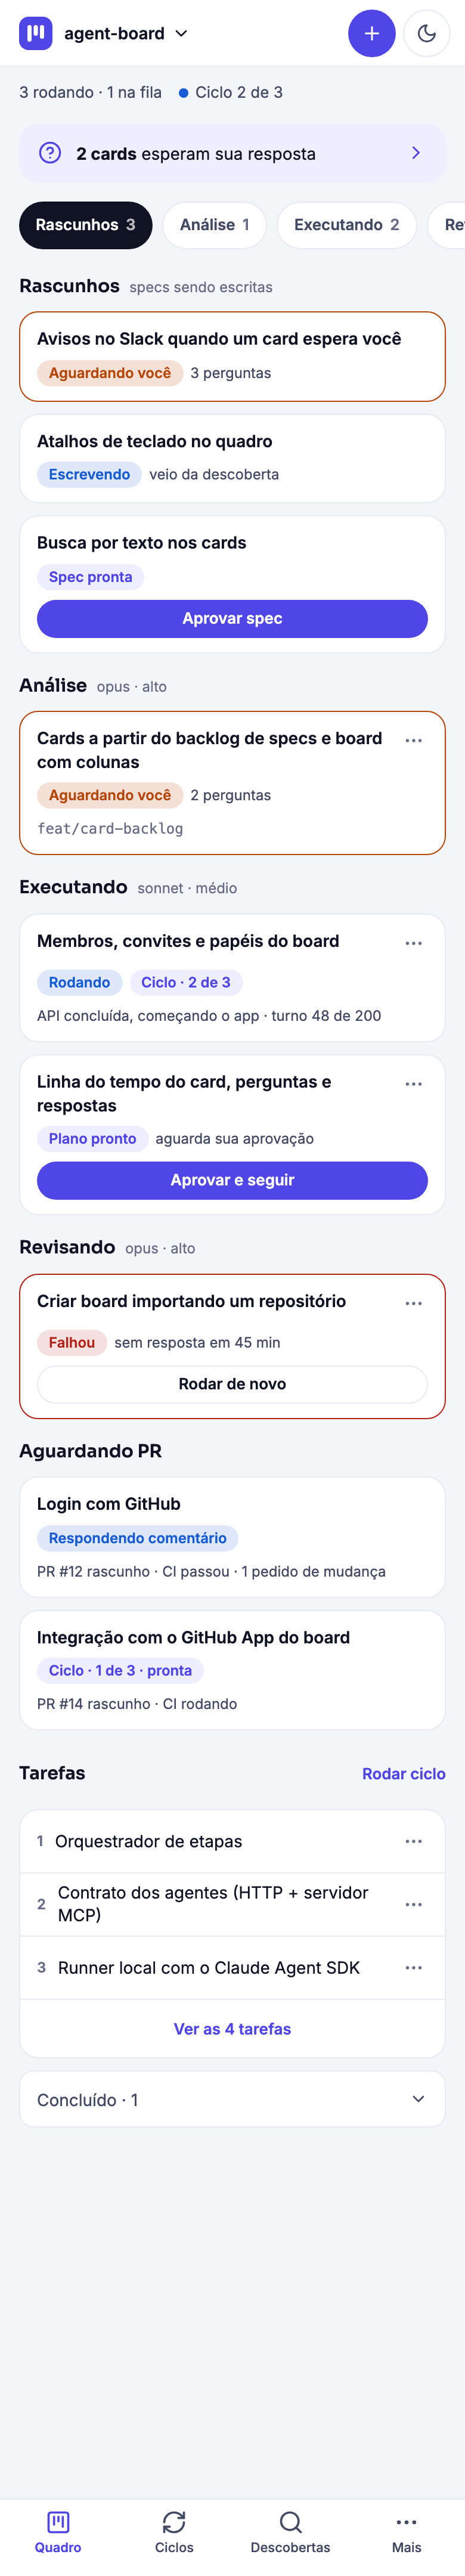 agent-board
3 rodando · 1 na fila
Ciclo 2 de 3
2 cards esperam sua resposta
Rascunhos 3
Análise 1
Executando 2
Rascunhos specs sendo escritas
Avisos no Slack quando um card espera você
Aguardando você 3 perguntas
Atalhos de teclado no quadro
Escrevendo veio da descoberta
Busca por texto nos cards
Spec pronta
Aprovar spec
Análise opus · alto
Cards a partir do backlog de specs e board
com colunas
Aguardando você 2 perguntas
feat/card-backlog
Executando sonnet · médio
Membros, convites e papéis do board
Rodando Ciclo · 2 de 3
API concluída, começando o app · turno 48 de 200
Linha do tempo do card, perguntas e
respostas
Plano pronto aguarda sua aprovação
Aprovar e seguir
Revisando opus · alto
Criar board importando um repositório
Falhou sem resposta em 45 min
Rodar de novo
Aguardando PR
Login com GitHub
Respondendo comentário
PR #12 rascunho · CI passou · 1 pedido de mudança
Integração com o GitHub App do board
Ciclo · 1 de 3 · pronta
PR #14 rascunho · CI rodando
Tarefas
Rodar ciclo
1 Orquestrador de etapas
2 Contrato dos agentes (HTTP + servidor
MCP)
3 Runner local com o Claude Agent SDK
Ver as 4 tarefas
Concluído · 1
Quadro
Ciclos
Descobertas
Mais